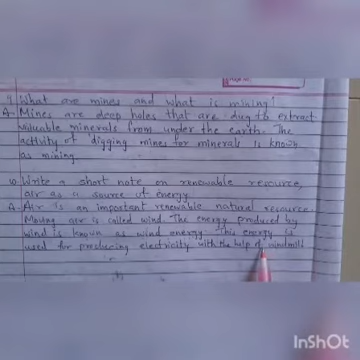 9. What are mines and what is mining?
A- Mines are deep holes that are dug to extract
valuable minerals from under the earth. The
activity of digging mines for minerals is known
as mining.
10. Write a short note on renewable resource,
air as a source of energy.
A- Air is an important renewable natural resource.
Moving air is called wind. The energy produced by
wind is known as wind energy. This energy is
used for producing electricity with the help of windmill
InShOt